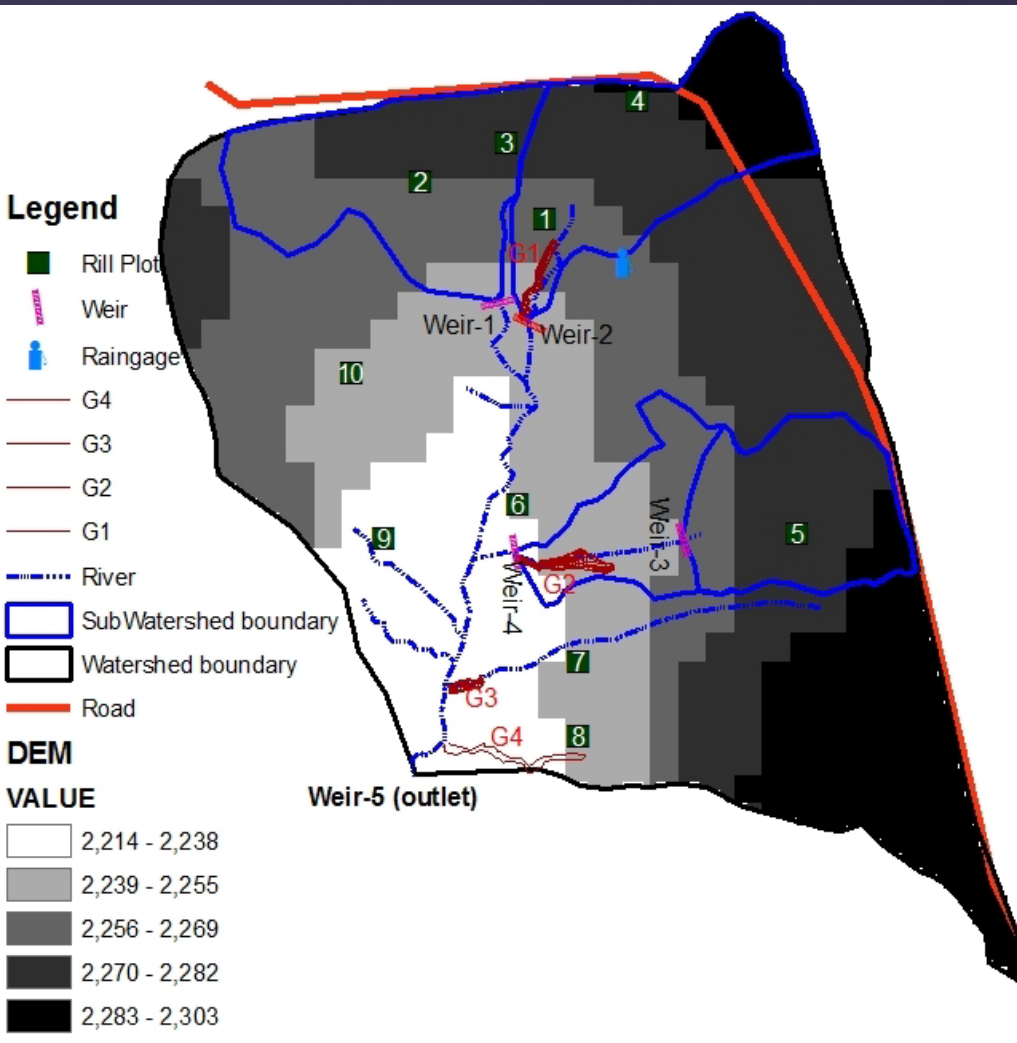 Legend
Rill Plot
Weir
Raingage
G4
G3
G2
G1
River
Sub Watershed boundary
Watershed boundary
Road
DEM
VALUE
2,214 - 2,238
2,239 - 2,255
2,256 - 2,269
2,270 - 2,282
2,283 - 2,303
4
3
2
1
G1
Weir-1
Weir-2
10
6
Weir-3
5
9
G2
Weir-4
7
G3
G4
8
Weir-5 (outlet)